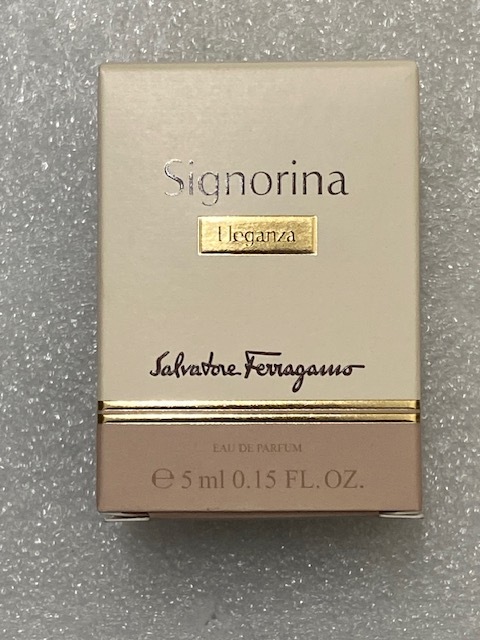 Signorina
Eleganza
Salvatore Ferragamo
EAU DE PARFUM
℮ 5 ml 0.15 FL.OZ.